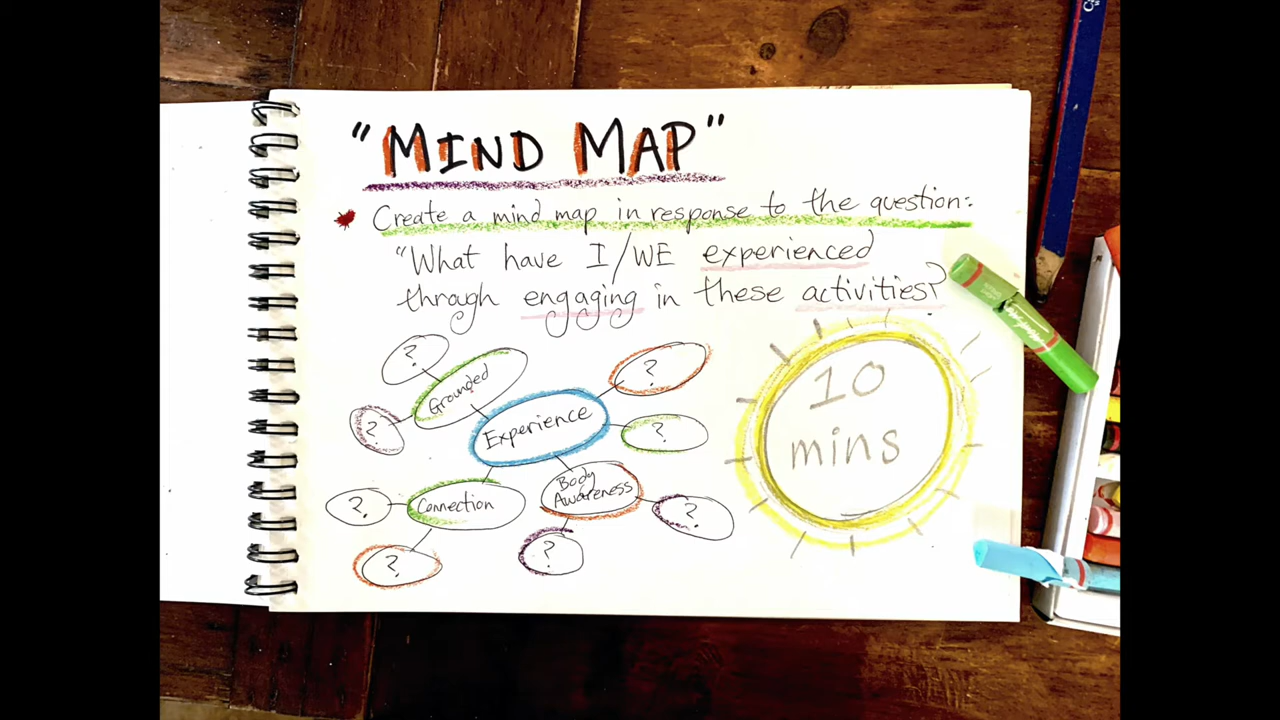 "MIND MAP"
Create a mind map in response to the question:
"What have I/WE experienced
through engaging in these activities?
?
Grounded
?
?
Experience
?
10
mins
?
Connection
Body
Awareness
?
?
?